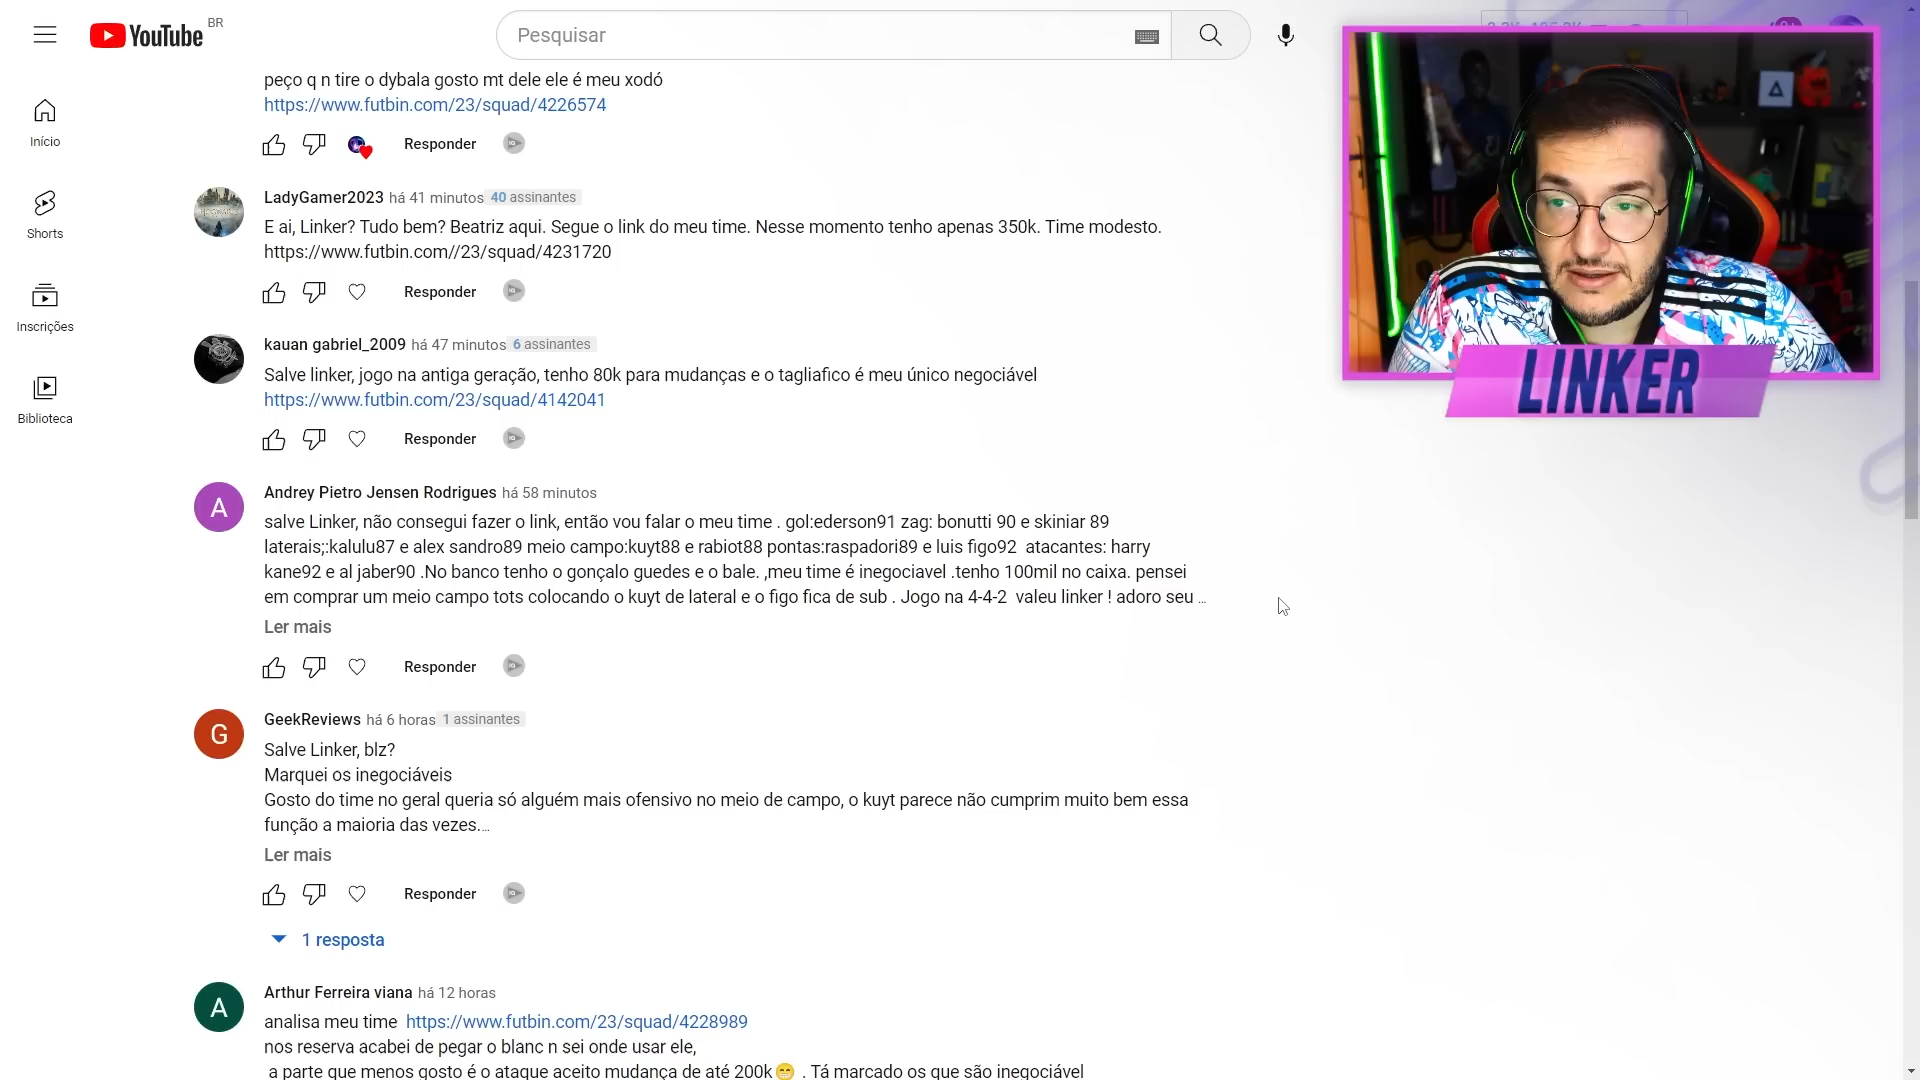 YouTube BR
Pesquisar
Início
Shorts
Inscrições
Biblioteca
peço q n tire o dybala gosto mt dele ele é meu xodó
https://www.futbin.com/23/squad/4226574
Responder
LadyGamer2023 há 41 minutos 40 assinantes
E ai, Linker? Tudo bem? Beatriz aqui. Segue o link do meu time. Nesse momento tenho apenas 350k. Time modesto.
https://www.futbin.com//23/squad/4231720
Responder
kauan gabriel_2009 há 47 minutos 6 assinantes
Salve linker, jogo na antiga geração, tenho 80k para mudanças e o tagliafico é meu único negociável
https://www.futbin.com/23/squad/4142041
Responder
A
Andrey Pietro Jensen Rodrigues há 58 minutos
salve Linker, não consegui fazer o link, então vou falar o meu time . gol:ederson91 zag: bonutti 90 e skiniar 89
laterais;:kalulu87 e alex sandro89 meio campo:kuyt88 e rabiot88 pontas:raspadori89 e luis figo92 atacantes: harry
kane92 e al jaber90 .No banco tenho o gonçalo guedes e o bale. ,meu time é inegociavel .tenho 100mil no caixa. pensei
em comprar um meio campo tots colocando o kuyt de lateral e o figo fica de sub . Jogo na 4-4-2 valeu linker ! adoro seu ...
Ler mais
Responder
G
GeekReviews há 6 horas 1 assinantes
Salve Linker, blz?
Marquei os inegociáveis
Gosto do time no geral queria só alguém mais ofensivo no meio de campo, o kuyt parece não cumprim muito bem essa
função a maioria das vezes....
Ler mais
Responder
1 resposta
A
Arthur Ferreira viana há 12 horas
analisa meu time https://www.futbin.com/23/squad/4228989
nos reserva acabei de pegar o blanc n sei onde usar ele,
a parte que menos gosto é o ataque aceito mudança de até 200k😁 . Tá marcado os que são inegociável
LINKER